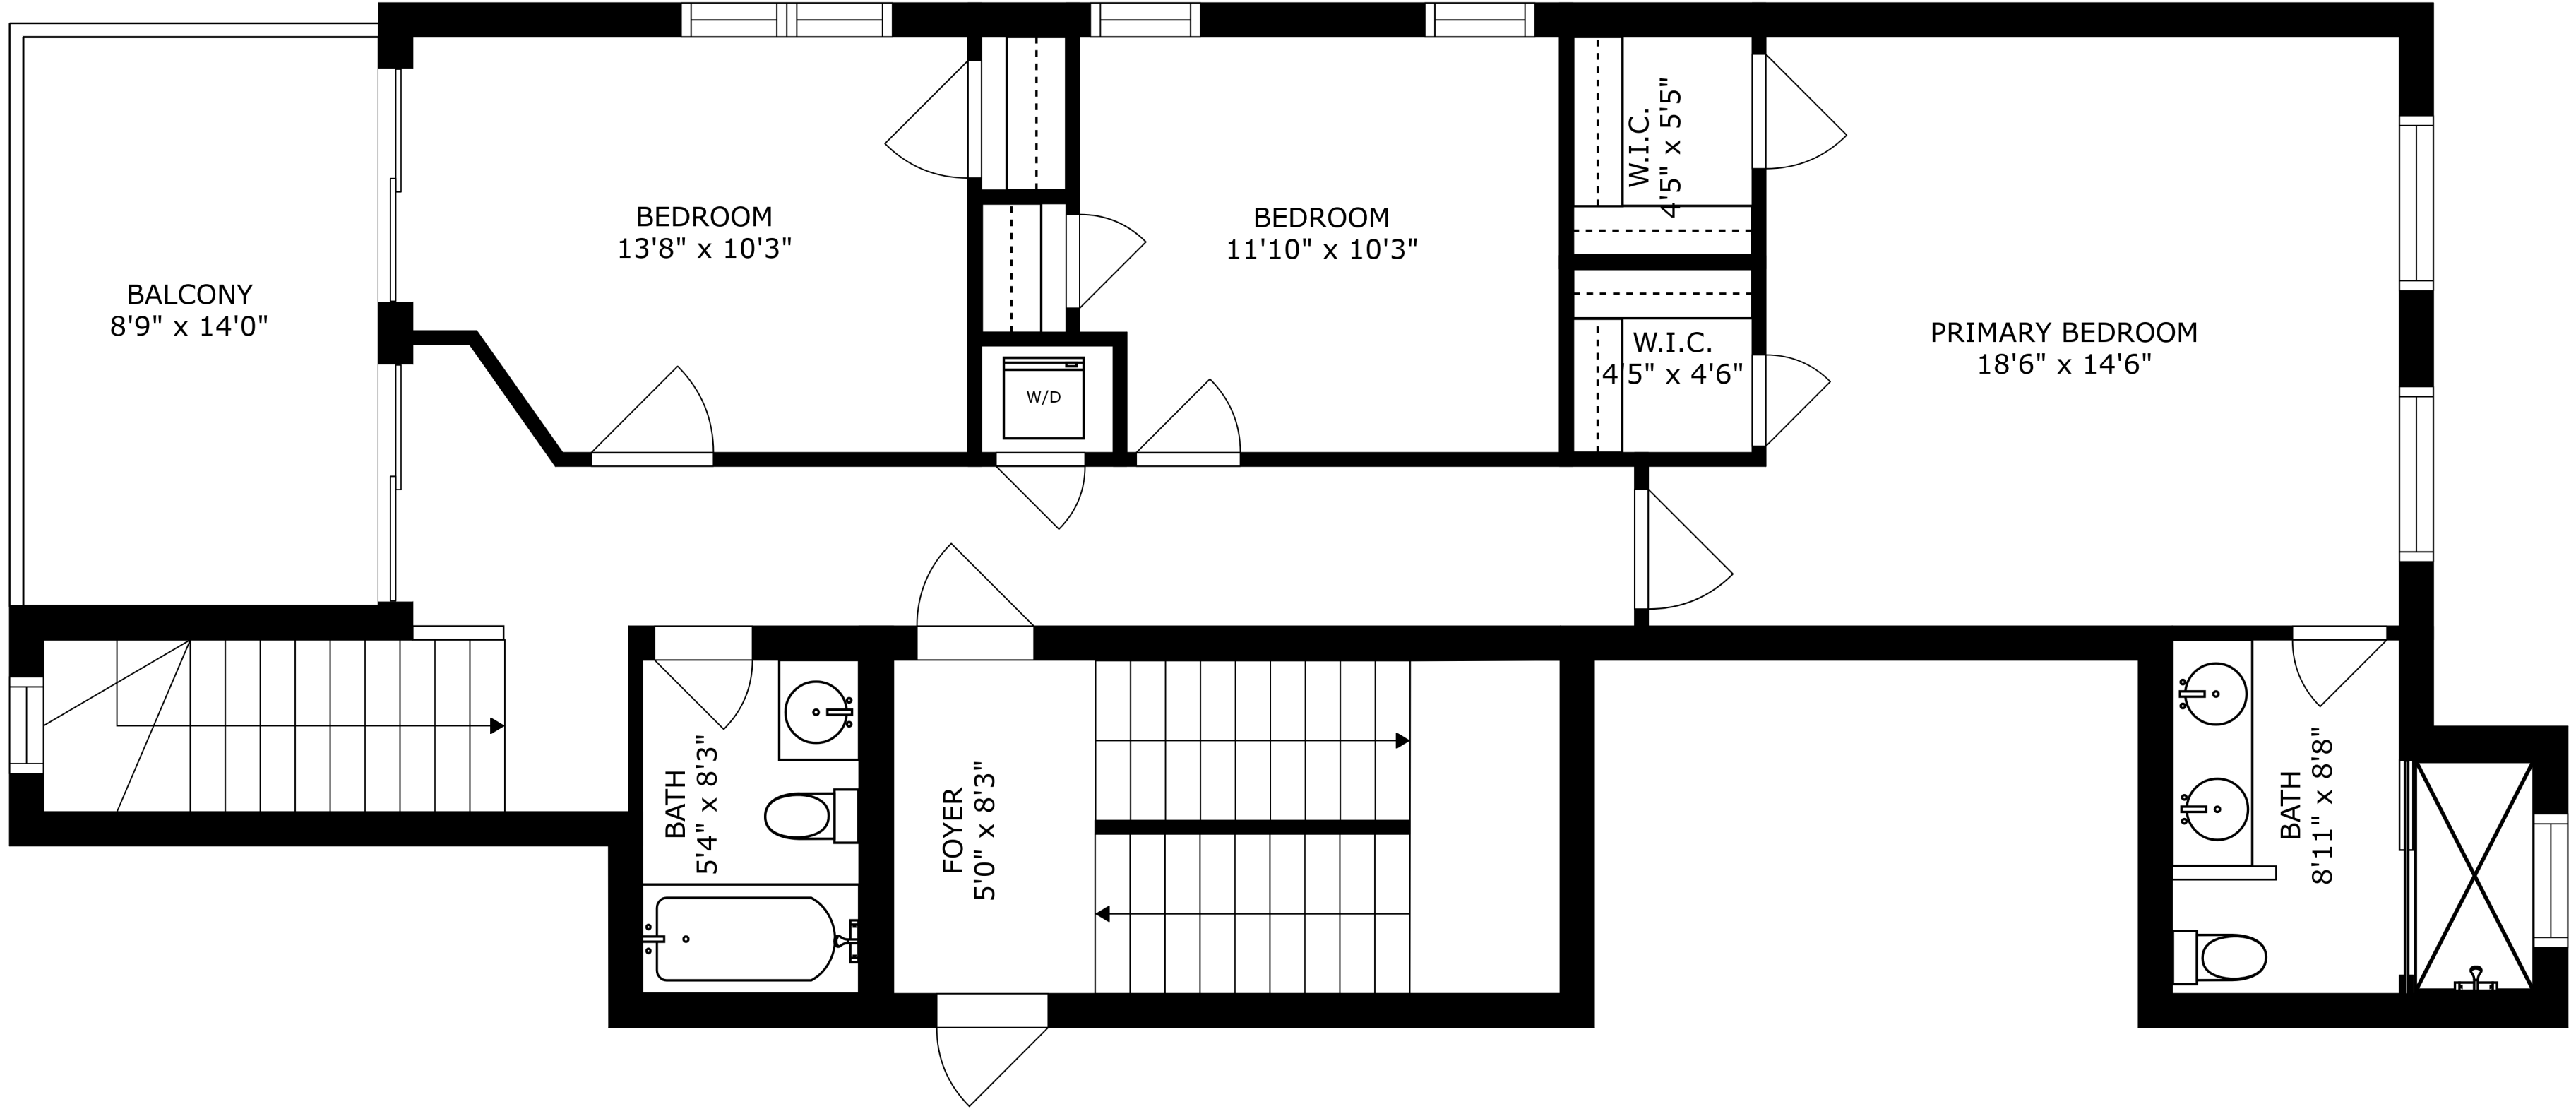 BALCONY
8'9" x 14'0"
BEDROOM
13'8" x 10'3"
BEDROOM
11'10" x 10'3"
W.I.C.
4'5" x 5'5"
W.I.C.
4'5" x 4'6"
PRIMARY BEDROOM
18'6" x 14'6"
W/D
BATH
5'4" x 8'3"
FOYER
5'0" x 8'3"
BATH
8'11" x 8'8"